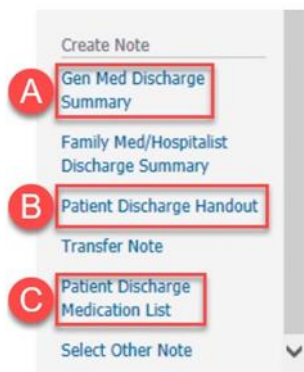 Create Note
A Gen Med Discharge
Summary
Family Med/Hospitalist
Discharge Summary
B Patient Discharge Handout
Transfer Note
C Patient Discharge
Medication List
Select Other Note